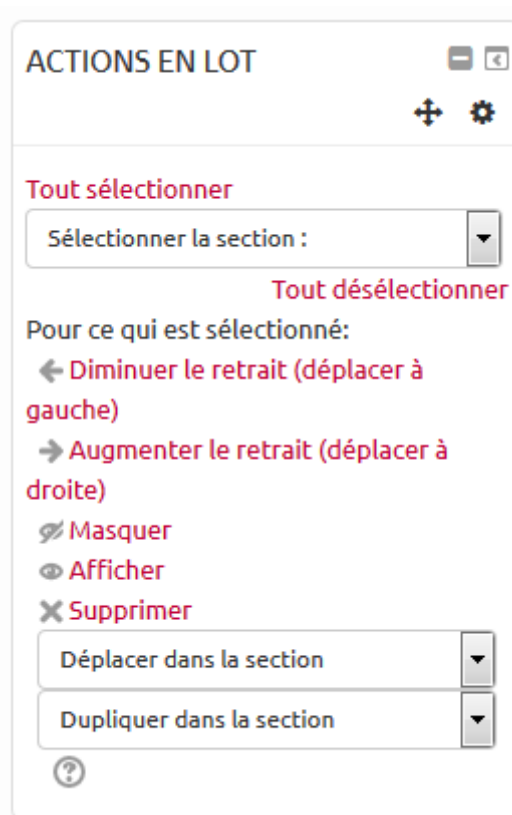 ACTIONS EN LOT
Tout sélectionner
Sélectionner la section :
Tout désélectionner
Pour ce qui est sélectionné:
Diminuer le retrait (déplacer à
gauche)
Augmenter le retrait (déplacer à
droite)
Masquer
Afficher
Supprimer
Déplacer dans la section
Dupliquer dans la section